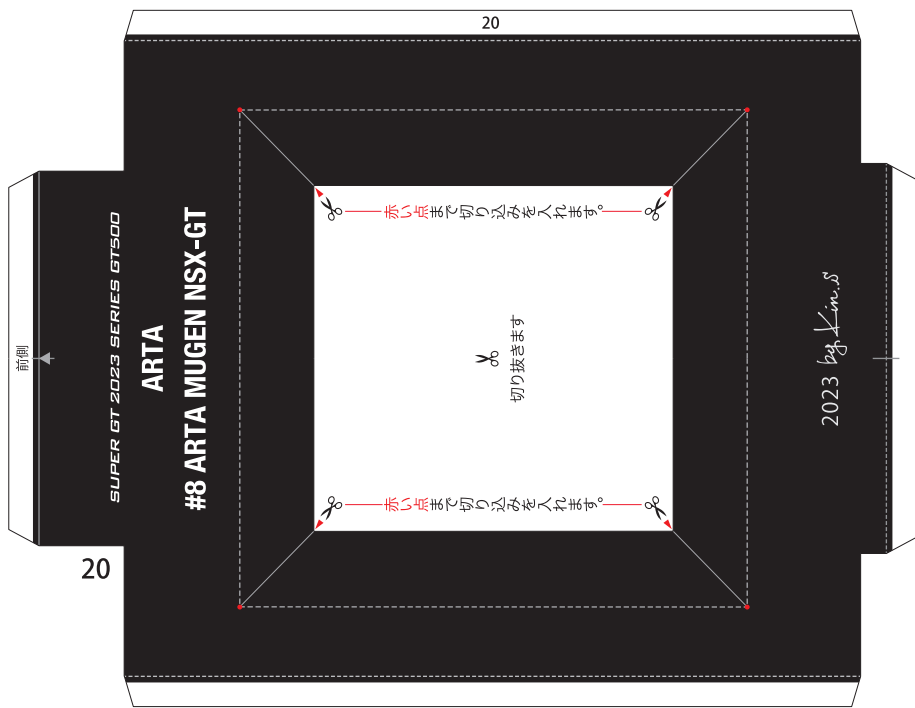 20
前側
SUPER GT 2023 SERIES GT500
ARTA
#8 ARTA MUGEN NSX-GT
赤い点まで切り込みを入れます。
切り抜きます
赤い点まで切り込みを入れます。
2023 by Kin.S
20